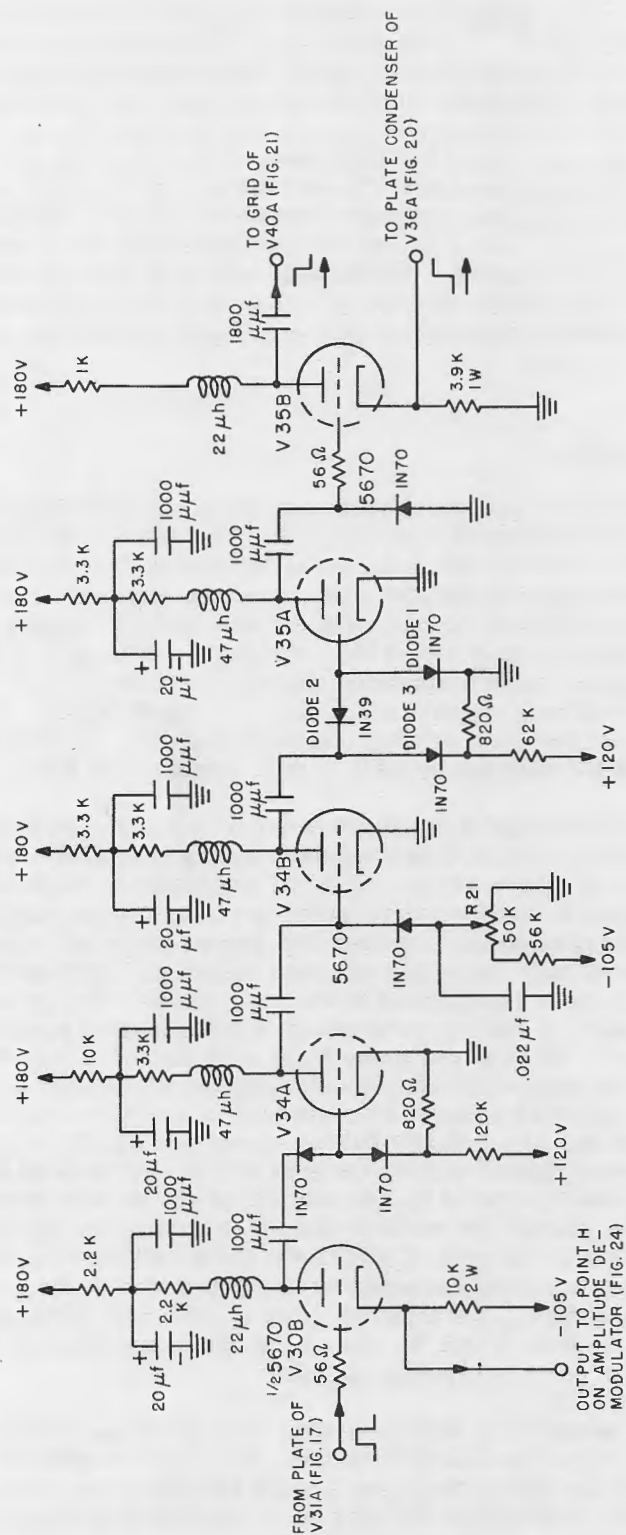 FROM PLATE OF
V31A (FIG. 17)
56Ω
1/2 5670
V30B
22μh
2.2
K
2.2K
+180V
20μf
+
−
1000
μμf
1000
μμf
10K
2W
-105V
OUTPUT TO POINT H
ON AMPLITUDE DE-
MODULATOR (FIG. 24)
IN70
IN70
820Ω
120K
+120V
V34A
47μh
3.3K
10K
+180V
20μf
+
−
1000
μμf
1000
μμf
5670
IN70
.022μf
R21
50K
56K
-105V
V34B
47μh
3.3K
3.3K
+180V
20
μf
+
−
1000
μμf
1000
μμf
DIODE 2
IN39
DIODE 3
IN70
DIODE 1
IN70
820Ω
62K
+120V
V35A
47μh
3.3K
3.3K
+180V
20
μf
+
−
1000
μμf
1000
μμf
56Ω
5670
IN70
V35B
22μh
1K
+180V
1800
μμf
TO GRID OF
V40A (FIG. 21)
3.9K
1W
TO PLATE CONDENSER OF
V36A (FIG. 20)